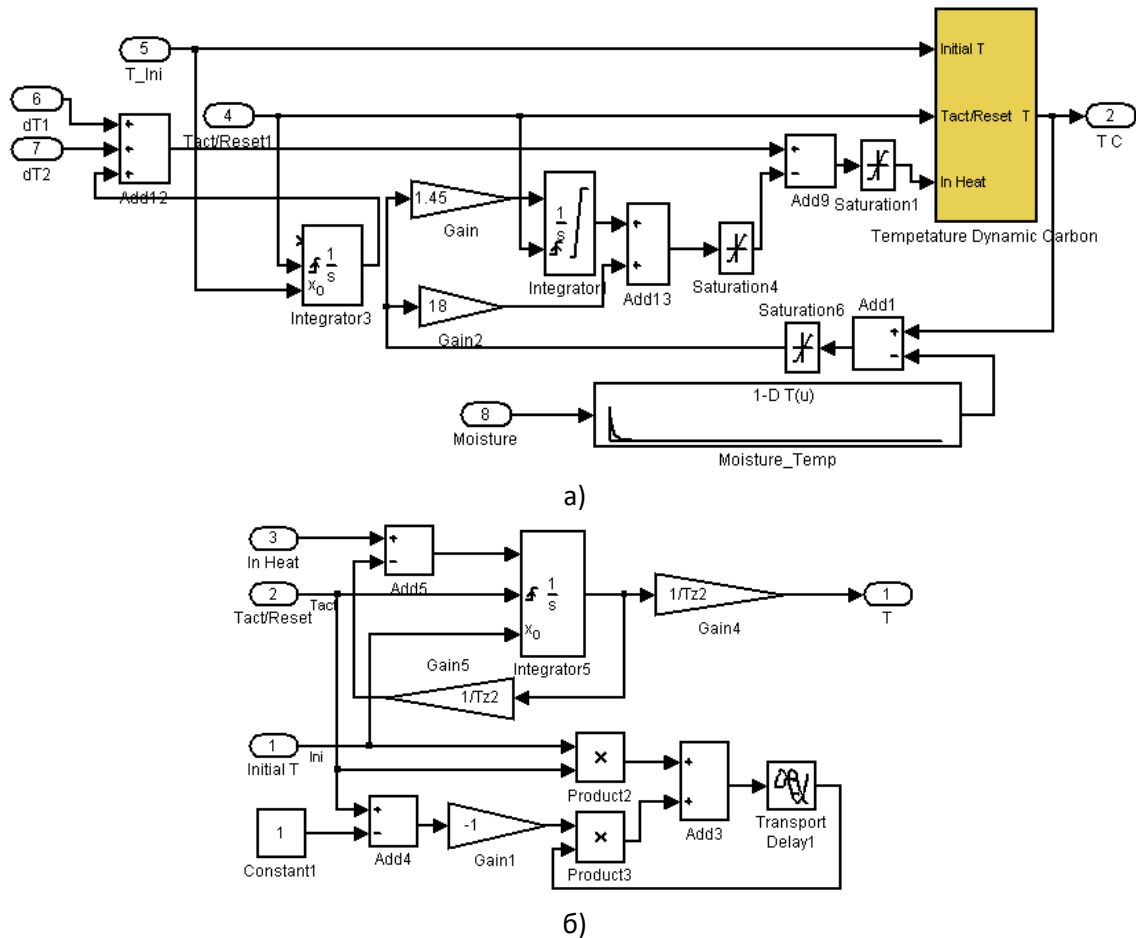 5
T_Ini
Initial T
6
dT1
4
Tact/Reset1
Tact/Reset
T
2
T C
7
dT2
+
+
+
Add12
+
−
Add9
Saturation1
In Heat
Tempetature Dynamic Carbon
1.45
Gain
1
s
Integrator1
+
+
Add13
Saturation4
1
s
x0
Integrator3
18
Gain2
Saturation6
Add1
+
−
1-D T(u)
8
Moisture
Moisture_Temp
а)
3
In Heat
+
−
Add5
2
Tact/Reset
Tact
1
s
x0
Integrator5
1/Tz2
Gain4
1
T
Gain5
1/Tz2
1
Initial T
Ini
×
Product2
+
+
Add3
Transport
Delay1
1
Constant1
+
−
Add4
-1
Gain1
×
Product3
б)